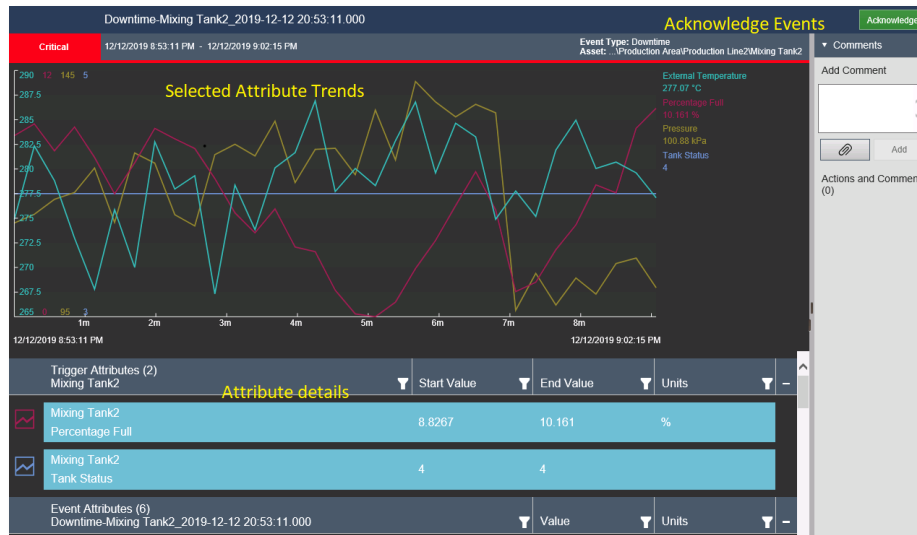 Downtime-Mixing Tank2_2019-12-12 20:53:11.000
Acknowledge Events
Acknowledge
Critical
12/12/2019 8:53:11 PM - 12/12/2019 9:02:15 PM
Event Type: Downtime
Asset: ...\Production Area\Production Line2\Mixing Tank2
Comments
Add Comment
Add
Actions and Commen
(0)
290 12 145 5
Selected Attribute Trends
287.5
285
282.5
280
277.5
275
272.5
270
267.5
265 8 95 3
1m 2m 3m 4m 5m 6m 7m 8m
12/12/2019 8:53:11 PM
12/12/2019 9:02:15 PM
External Temperature
277.07 °C
Percentage Full
10.161 %
Pressure
100.88 kPa
Tank Status
4
Trigger Attributes (2)
Mixing Tank2
Start Value
End Value
Units
Attribute details
Mixing Tank2
Percentage Full
8.8267
10.161
%
Mixing Tank2
Tank Status
4
4
Event Attributes (6)
Downtime-Mixing Tank2_2019-12-12 20:53:11.000
Value
Units